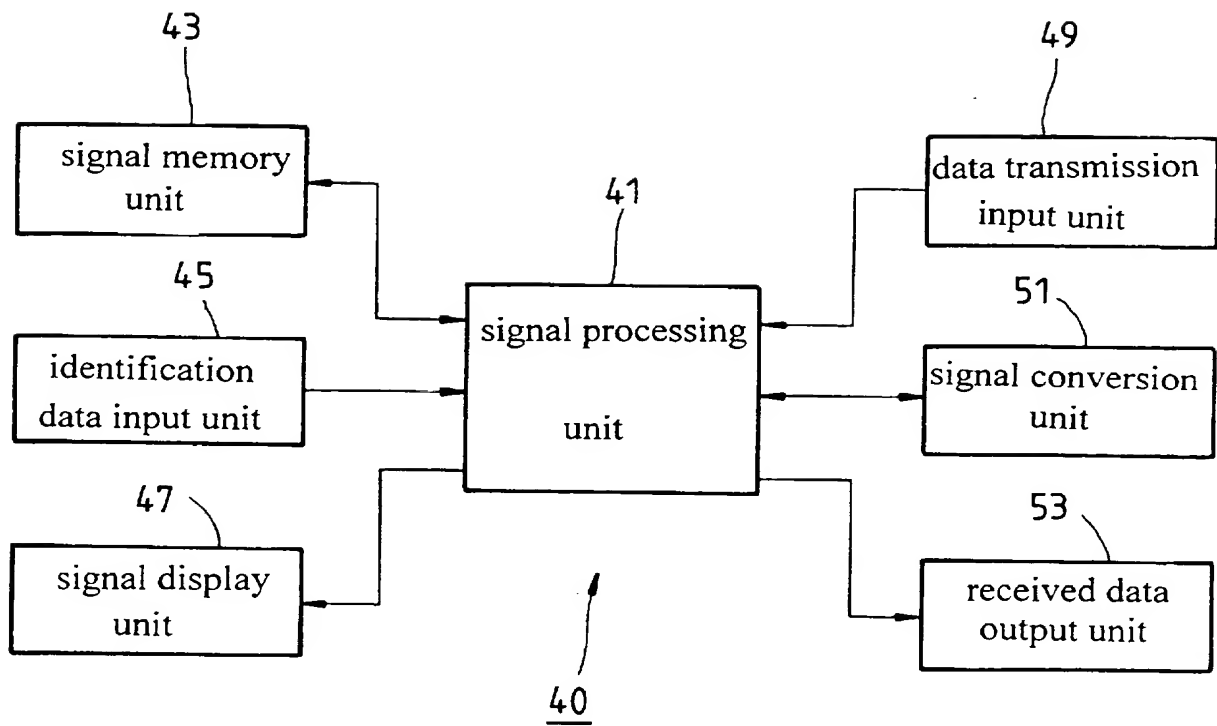 43
signal memory
unit
45
identification
data input unit
47
signal display
unit
41
signal processing
unit
40
49
data transmission
input unit
51
signal conversion
unit
53
received data
output unit